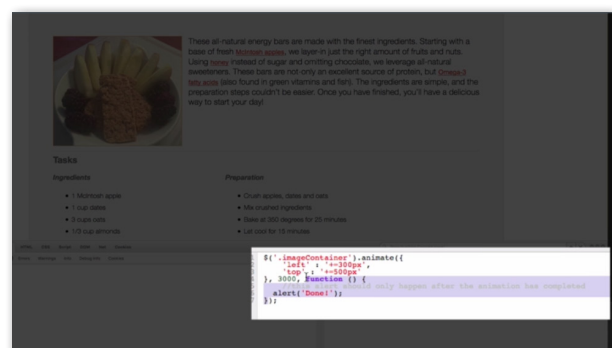 These all-natural energy bars are made with the finest ingredients. Starting with a
base of fresh McIntosh apples, we layer-in just the right amount of fruits and nuts.
Using honey instead of sugar and omitting chocolate, we leverage all-natural
sweeteners. These bars are not only an excellent source of protein, but Omega-3
fatty acids (also found in green vitamins and fish). The ingredients are simple, and the
preparation steps couldn't be easier. Once you have finished, you'll have a delicious
way to start your day!
Tasks
Ingredients
1 McIntosh apple
1 cup dates
3 cups oats
1/3 cup almonds
Preparation
Crush apples, dates and oats
Mix crushed ingredients
Bake at 350 degrees for 25 minutes
Let cool for 15 minutes
$('.imageContainer').animate({
'left' : '+=300px',
'top' : '+=500px'
}, 3000, function () {
//this alert should only happen after the animation has completed
alert('Done!');
});